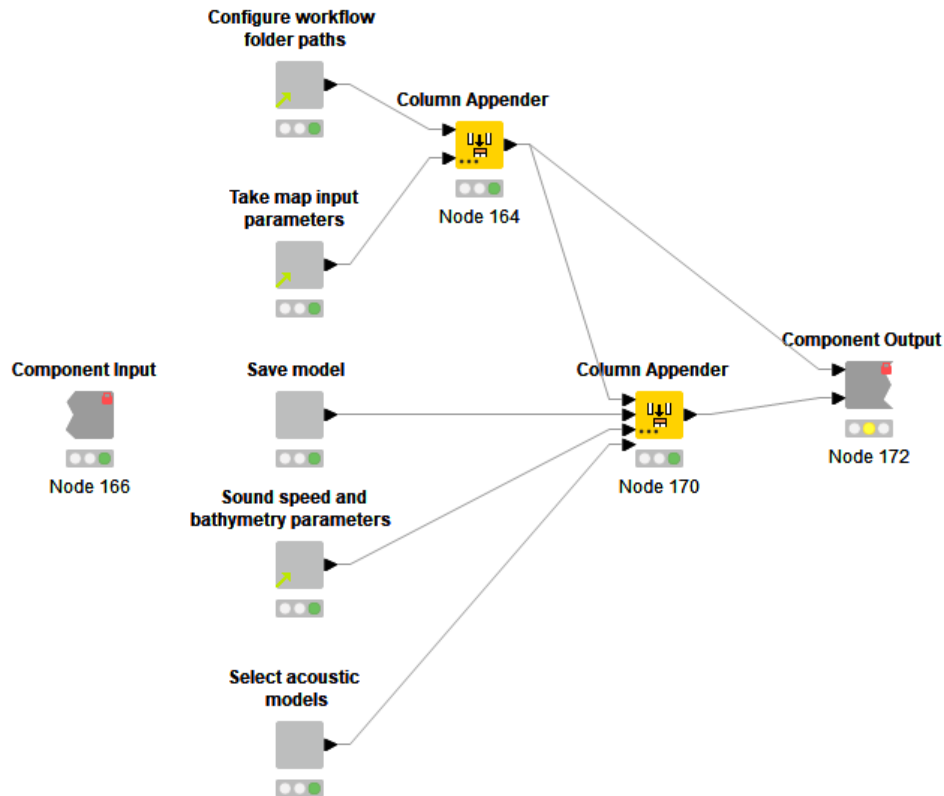 Configure workflow
folder paths
Column Appender
Node 164
Take map input
parameters
Component Input
Node 166
Save model
Column Appender
Node 170
Component Output
Node 172
Sound speed and
bathymetry parameters
Select acoustic
models